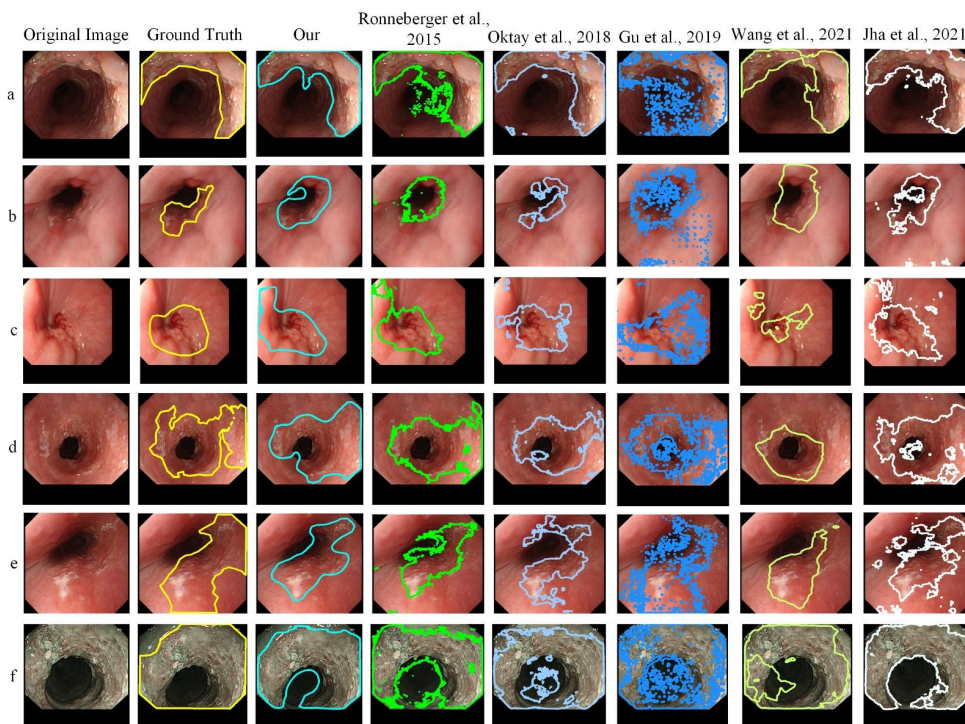 Original Image
Ground Truth
Our
Ronneberger et al.,
2015
Oktay et al., 2018
Gu et al., 2019
Wang et al., 2021
Jha et al., 2021
a
b
c
d
e
f